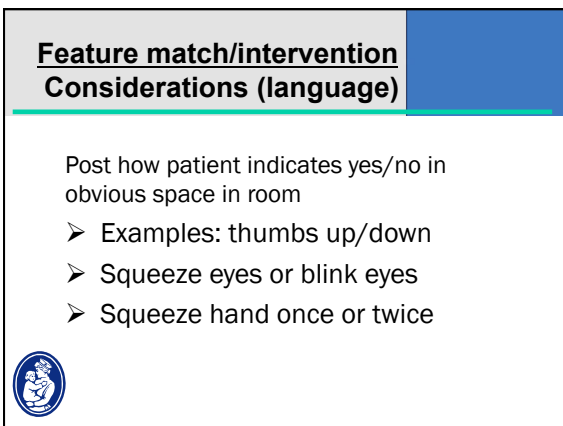 Feature match/intervention
Considerations (language)
Post how patient indicates yes/no in
obvious space in room
➢ Examples: thumbs up/down
➢ Squeeze eyes or blink eyes
➢ Squeeze hand once or twice